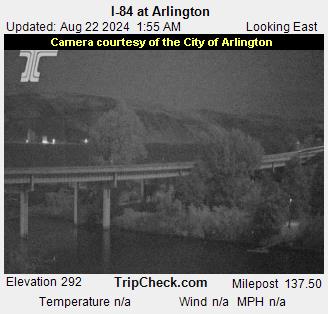 I-84 at Arlington
Updated: Aug 22 2024 1:55 AM Looking East
Camera courtesy of the City of Arlington
Elevation 292 TripCheck.com Milepost 137.50
Temperature n/a Wind n/a MPH n/a